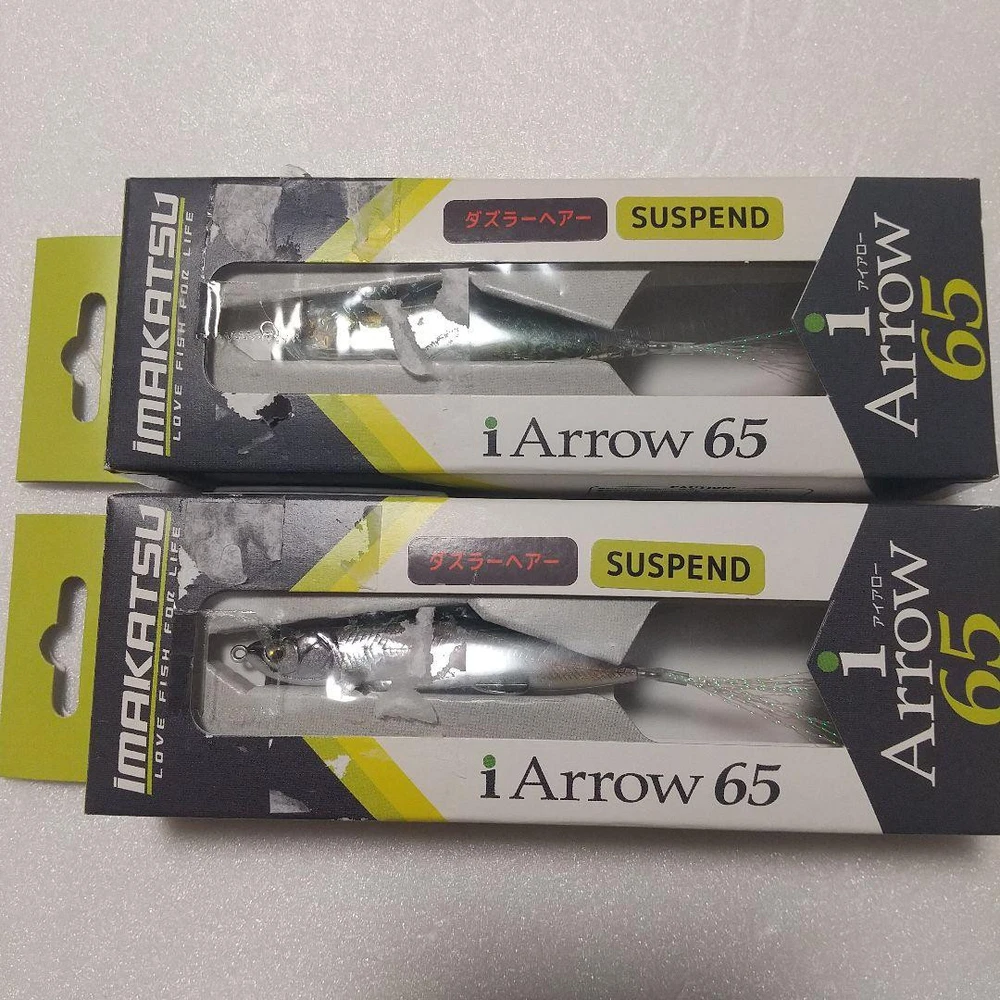 iMAKATSU
LOVE FISH FOR LIFE
ダズラーヘアー
SUSPEND
i Arrow 65
アイアロー
i Arrow 65
iMAKATSU
LOVE FISH FOR LIFE
ダズラーヘアー
SUSPEND
i Arrow 65
アイアロー
i Arrow 65